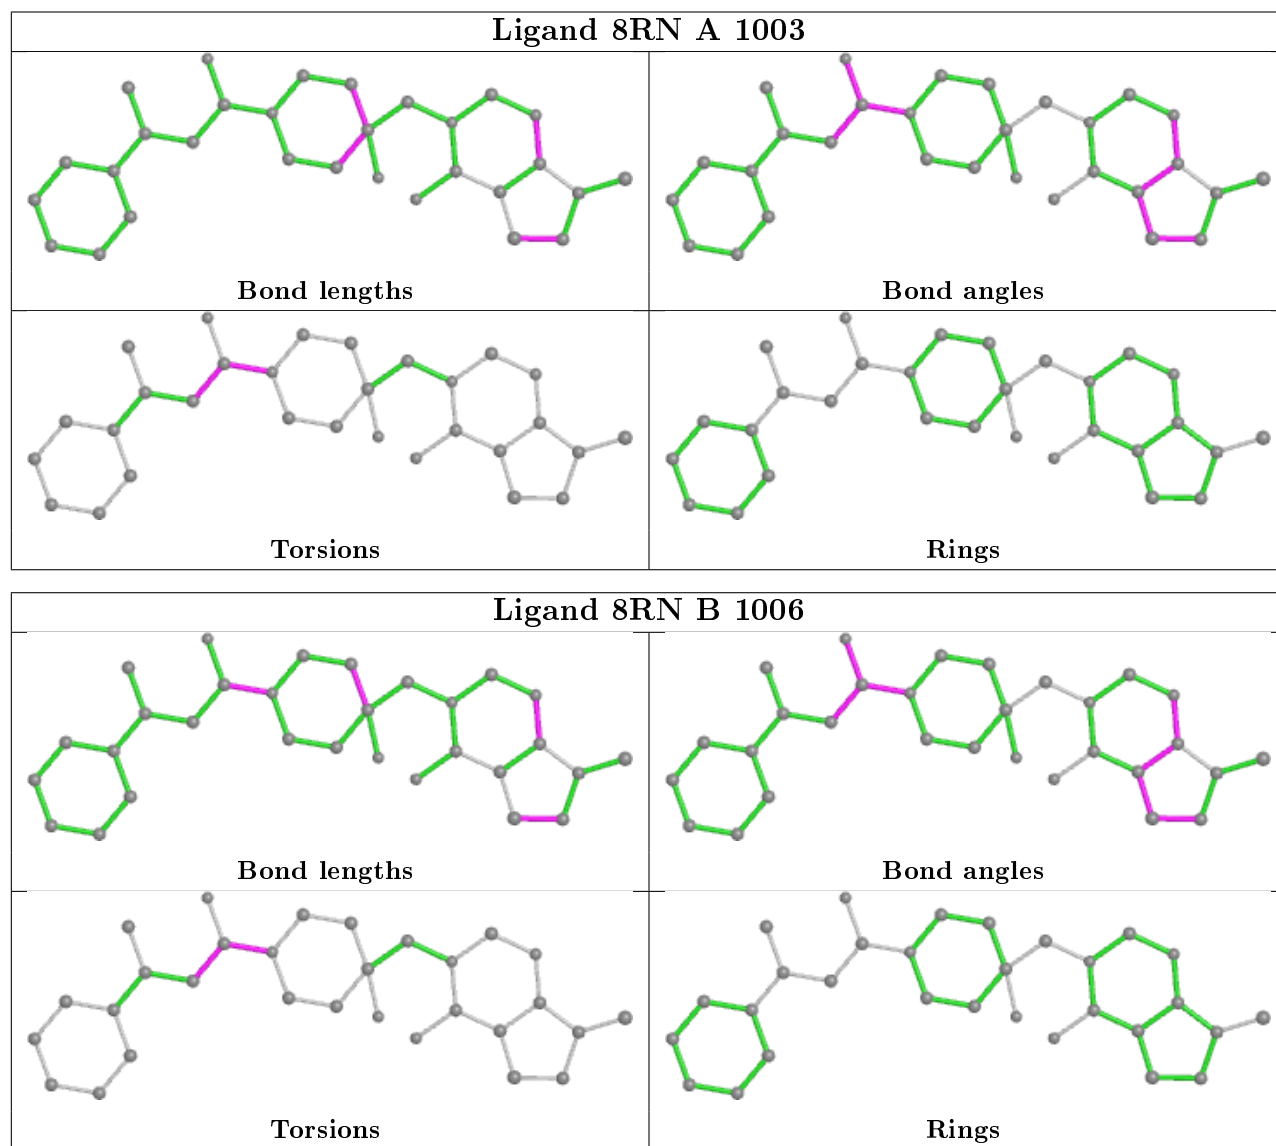 Ligand 8RN A 1003
Bond lengths
Bond angles
Torsions
Rings
Ligand 8RN B 1006
Bond lengths
Bond angles
Torsions
Rings